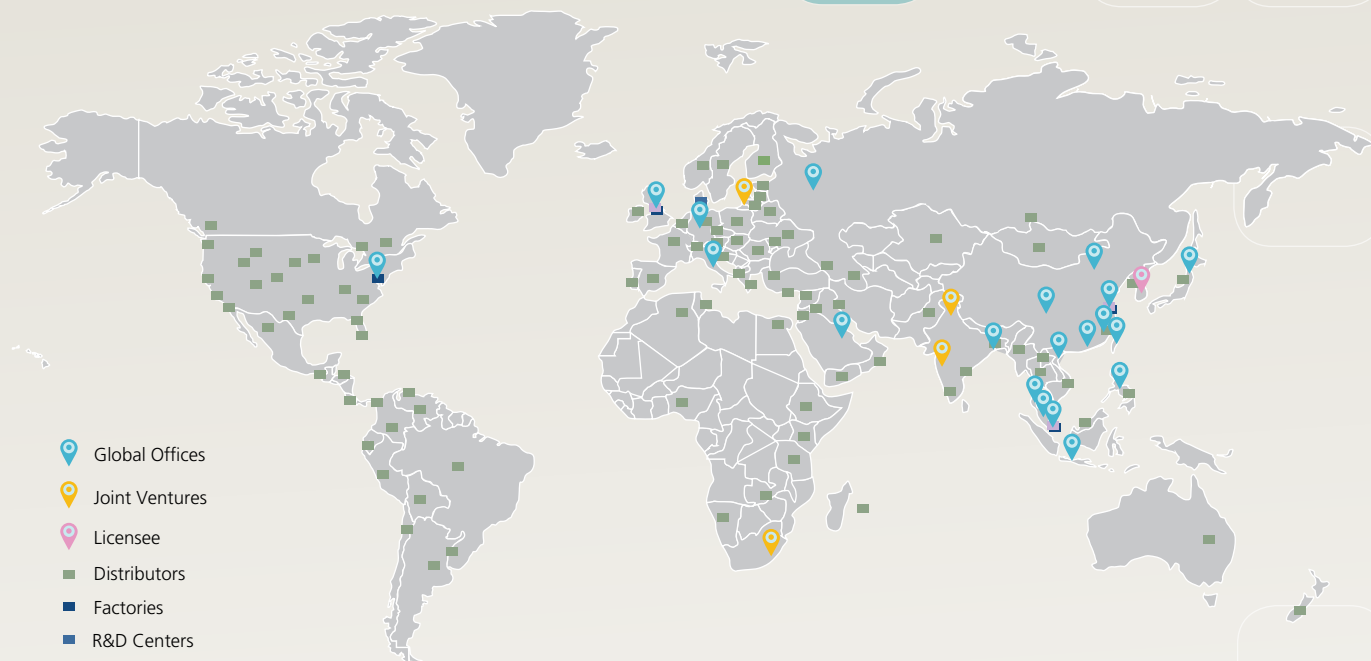 Global Offices
Joint Ventures
Licensee
Distributors
Factories
R&D Centers